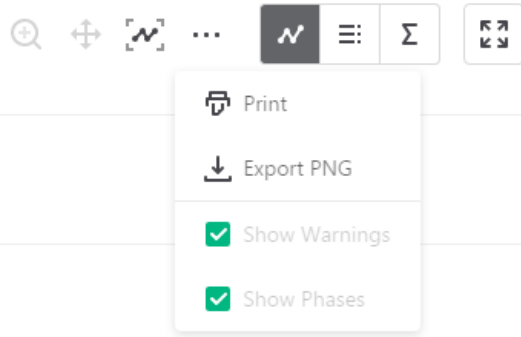 Σ
Print
Export PNG
Show Warnings
Show Phases